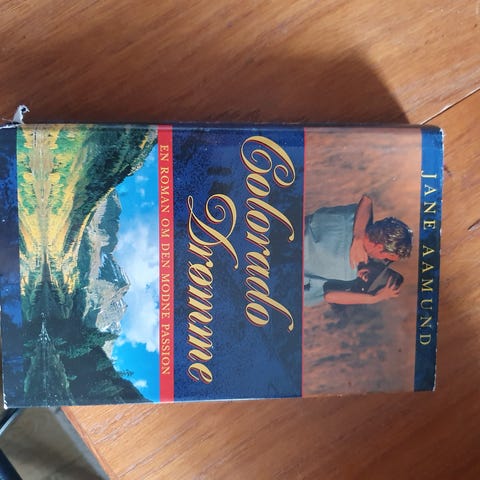 JANE AAMUND
Colorado
Drømme
EN ROMAN OM DEN MODNE PASSION